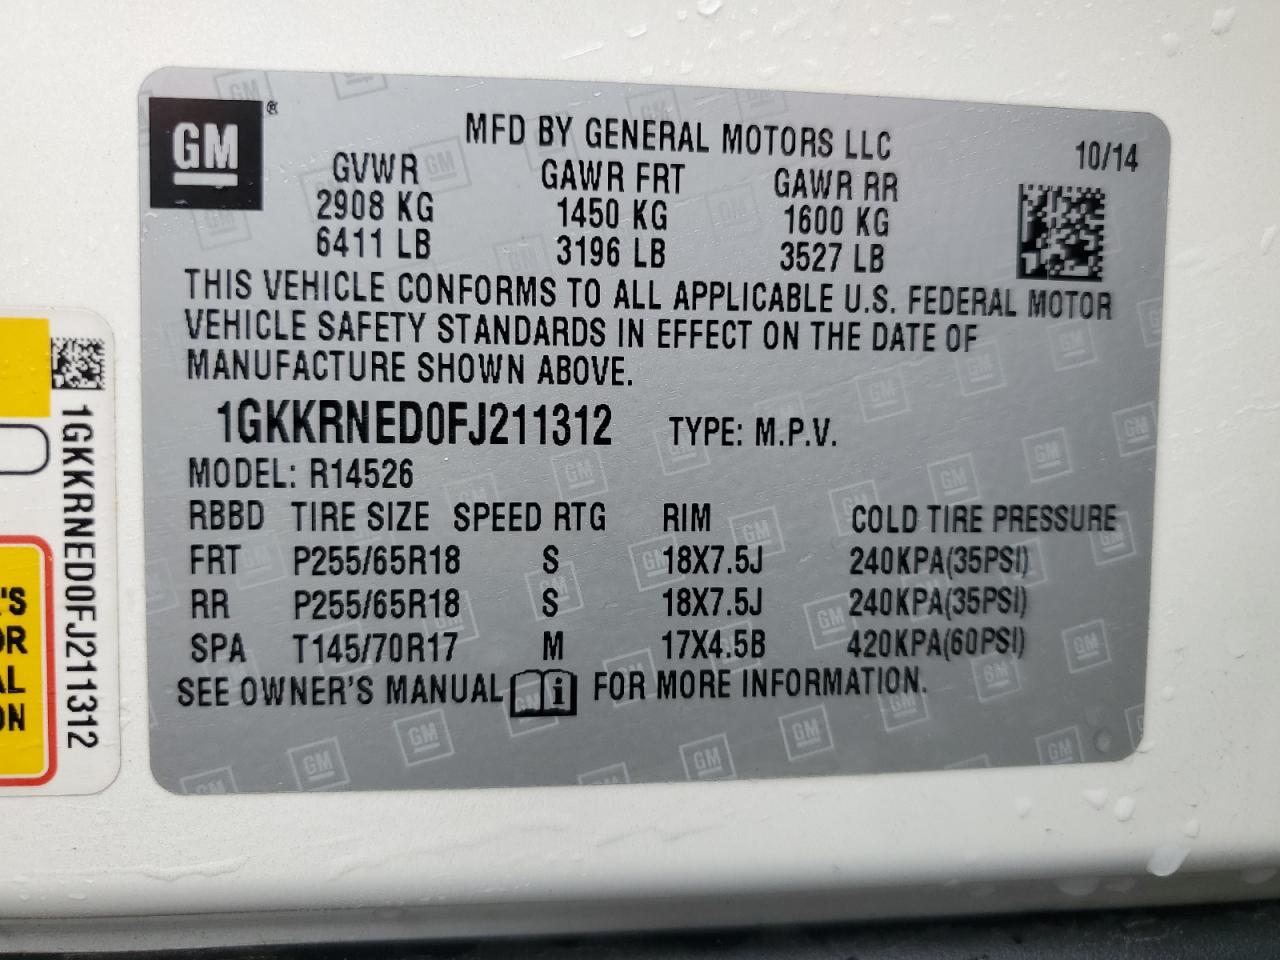 GM ®
MFD BY GENERAL MOTORS LLC 10/14
GVWR GAWR FRT GAWR RR
2908 KG 1450 KG 1600 KG
6411 LB 3196 LB 3527 LB
THIS VEHICLE CONFORMS TO ALL APPLICABLE U.S. FEDERAL MOTOR
VEHICLE SAFETY STANDARDS IN EFFECT ON THE DATE OF
MANUFACTURE SHOWN ABOVE.
1GKKRNED0FJ211312 TYPE: M.P.V.
MODEL: R14526
RBBD TIRE SIZE SPEED RTG RIM COLD TIRE PRESSURE
FRT P255/65R18 S 18X7.5J 240KPA(35PSI)
RR P255/65R18 S 18X7.5J 240KPA(35PSI)
SPA T145/70R17 M 17X4.5B 420KPA(60PSI)
SEE OWNER'S MANUAL i FOR MORE INFORMATION.
1GKKRNED0FJ211312
'S
OR
AL
ON